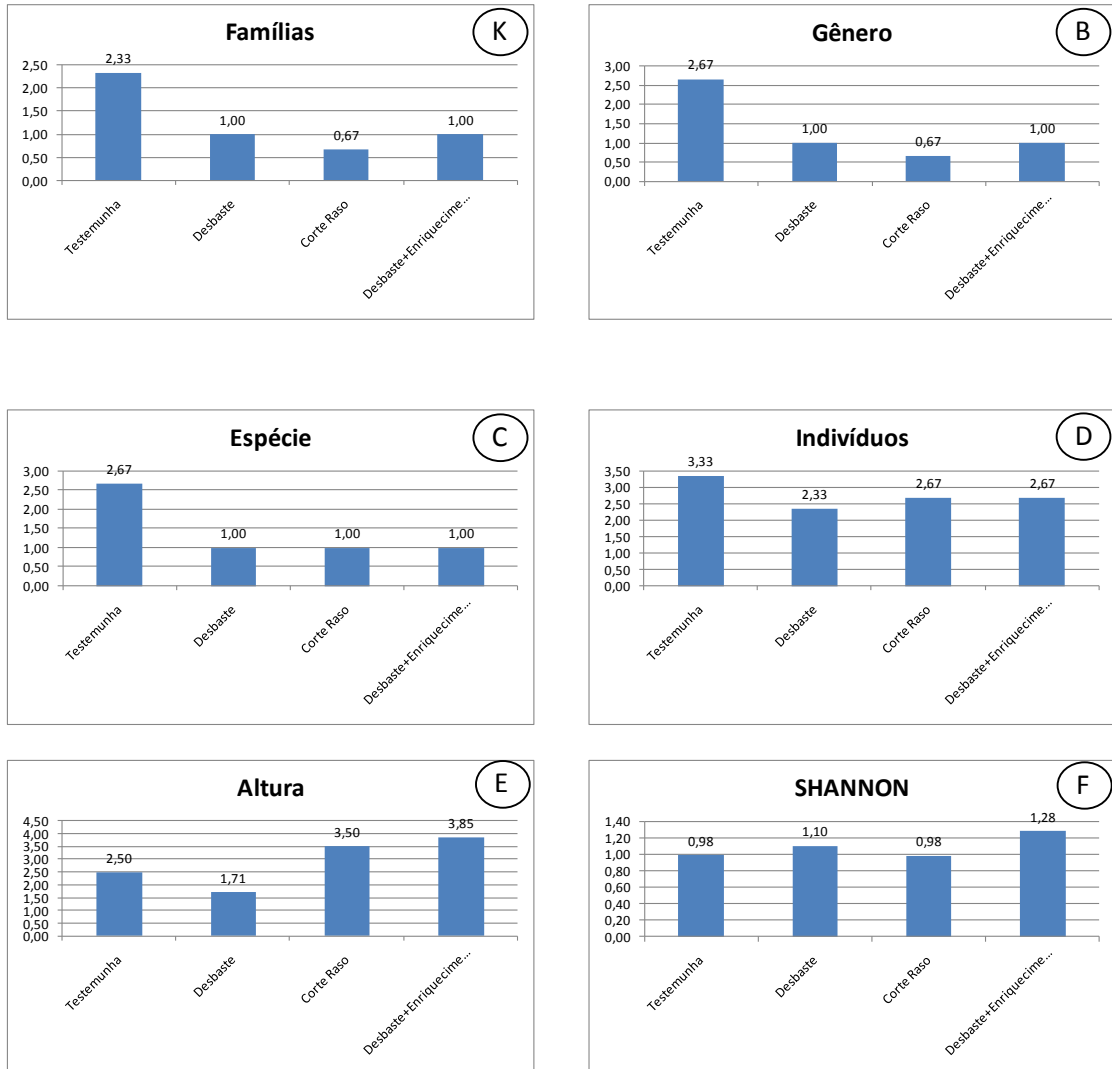 Famílias
K
2,33
2,50
2,00
1,50
1,00
1,00
1,00
0,67
0,50
0,00
Testemunha
Desbaste
Corte Raso
Desbaste+Enriquecime...
Gênero
B
2,67
3,00
2,50
2,00
1,50
1,00
1,00
1,00
0,67
0,50
0,00
Testemunha
Desbaste
Corte Raso
Desbaste+Enriquecime...
Espécie
C
2,67
3,00
2,50
2,00
1,50
1,00
1,00
1,00
1,00
0,50
0,00
Testemunha
Desbaste
Corte Raso
Desbaste+Enriquecime...
Indivíduos
D
3,33
3,50
3,00
2,67
2,67
2,50
2,33
2,00
1,50
1,00
0,50
0,00
Testemunha
Desbaste
Corte Raso
Desbaste+Enriquecime...
Altura
E
4,50
4,00
3,85
3,50
3,50
3,00
2,50
2,50
2,00
1,71
1,50
1,00
0,50
0,00
Testemunha
Desbaste
Corte Raso
Desbaste+Enriquecime...
SHANNON
F
1,40
1,28
1,20
1,10
0,98
0,98
1,00
0,80
0,60
0,40
0,20
0,00
Testemunha
Desbaste
Corte Raso
Desbaste+Enriquecime...